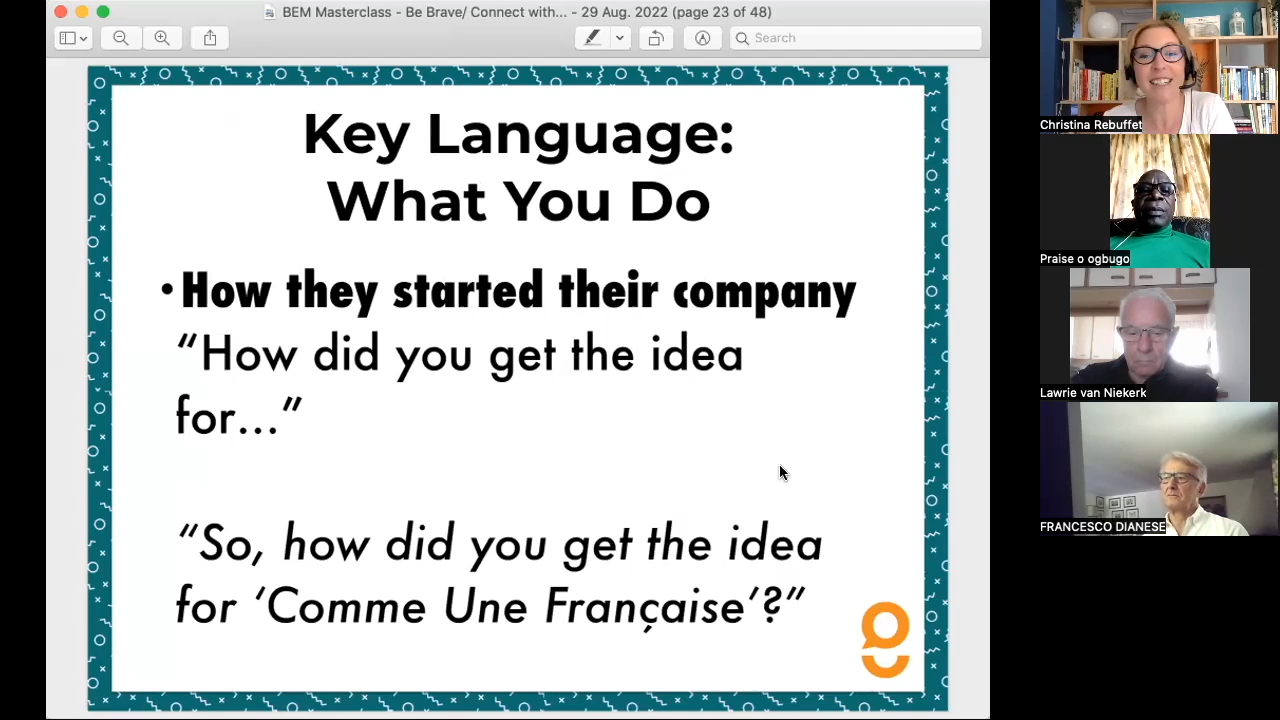 BEM Masterclass - Be Brave/ Connect with... - 29 Aug. 2022 (page 23 of 48)
Search
Key Language:
What You Do
•How they started their company
“How did you get the idea
for...”
“So, how did you get the idea
for ‘Comme Une Française’?”
Christina Rebuffet
Praise o ogbugo
Lawrie van Niekerk
FRANCESCO DIANESE